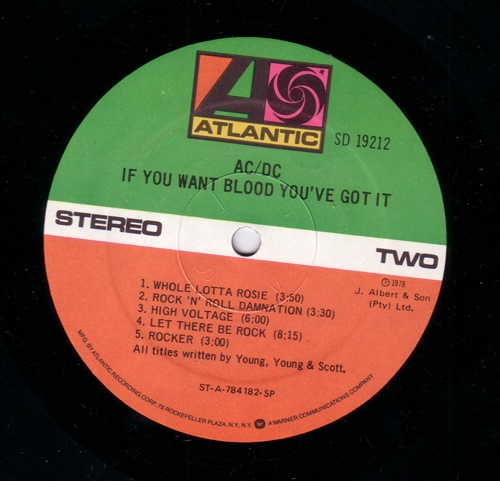 ATLANTIC
SD 19212
AC/DC
IF YOU WANT BLOOD YOU'VE GOT IT
STEREO
TWO
℗ 1978
J. Albert & Son
(Pty) Ltd.
1. WHOLE LOTTA ROSIE (3:50)
2. ROCK 'N' ROLL DAMNATION (3:30)
3. HIGH VOLTAGE (6:00)
4. LET THERE BE ROCK (8:15)
5. ROCKER (3:00)
All titles written by Young, Young & Scott.
ST-A-784182-SP
MFG. BY ATLANTIC RECORDING CORP., 75 ROCKEFELLER PLAZA, N.Y., N.Y. W A WARNER COMMUNICATIONS COMPANY